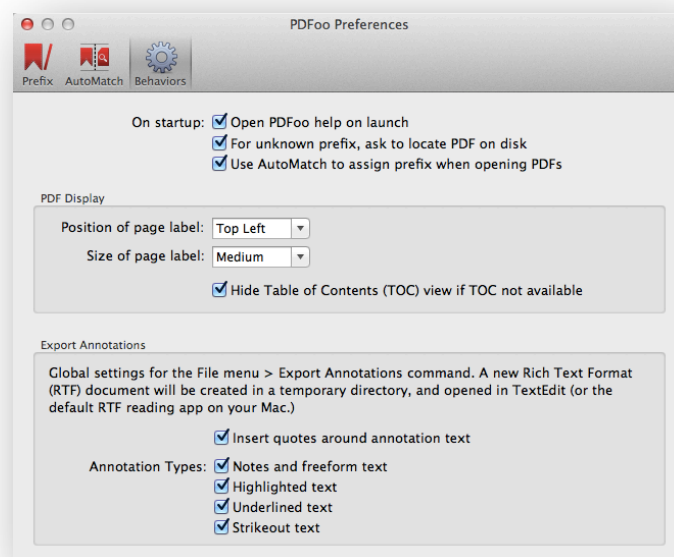 PDFoo Preferences
Prefix AutoMatch Behaviors
On startup: Open PDFoo help on launch
For unknown prefix, ask to locate PDF on disk
Use AutoMatch to assign prefix when opening PDFs
PDF Display
Position of page label: Top Left
Size of page label: Medium
Hide Table of Contents (TOC) view if TOC not available
Export Annotations
Global settings for the File menu > Export Annotations command. A new Rich Text Format
(RTF) document will be created in a temporary directory, and opened in TextEdit (or the
default RTF reading app on your Mac.)
Insert quotes around annotation text
Annotation Types: Notes and freeform text
Highlighted text
Underlined text
Strikeout text